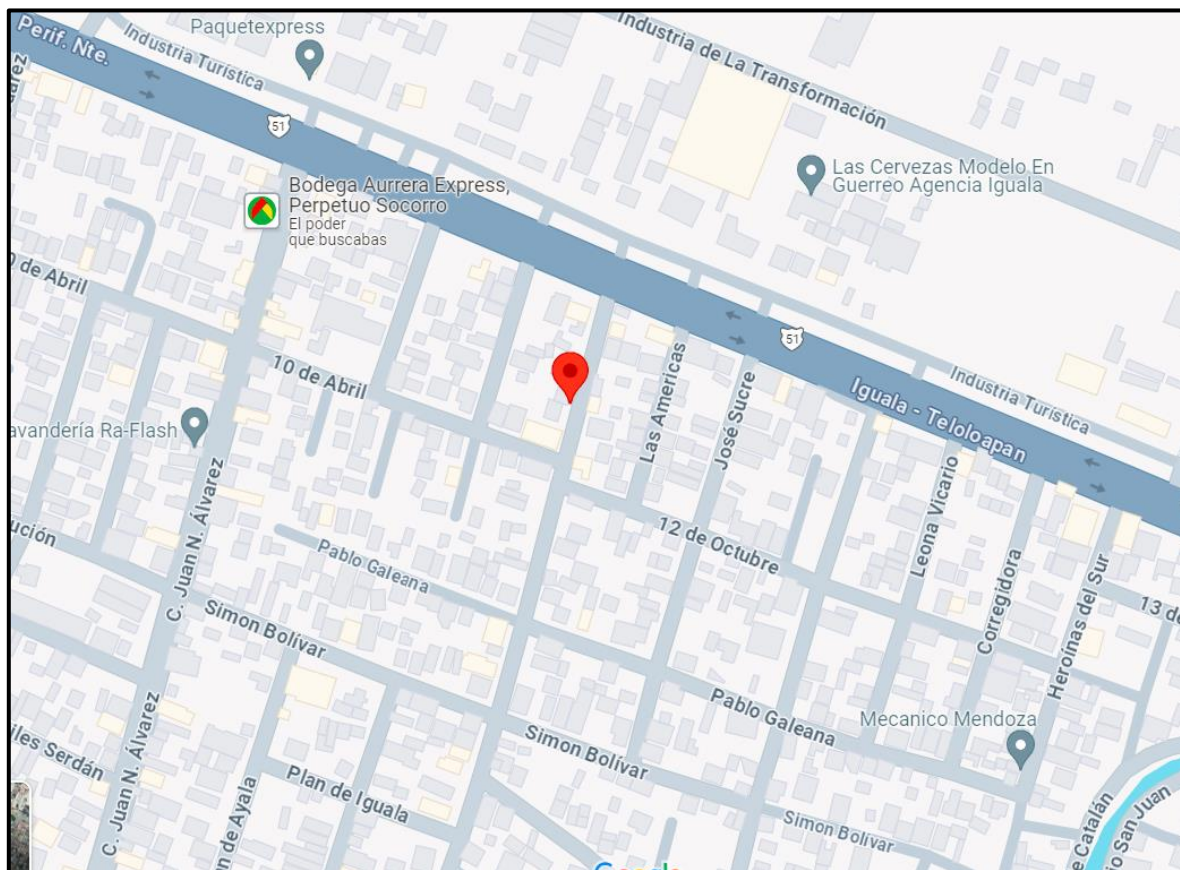 Perif. Nte.
Industria Turística
Paquetexpress
Industria de La Transformación
51
Las Cervezas Modelo En
Guerreo Agencia Iguala
Bodega Aurrera Express,
Perpetuo Socorro
El poder
que buscabas
de Abril
10 de Abril
51
Iguala - Teloloapan
Industria Turística
Las Americas
José Sucre
avandería Ra-Flash
C. Juan N. Álvarez
12 de Octubre
Leona Vicario
Corregidora
Heroínas del Sur
13 de
ución
Pablo Galeana
Simon Bolívar
Pablo Galeana
Mecanico Mendoza
C. Juan N. Álvarez
iles Serdán
n de Ayala
Plan de Iguala
Simon Bolívar
Simon Bolivar
e Catalán
io San Juan
Google